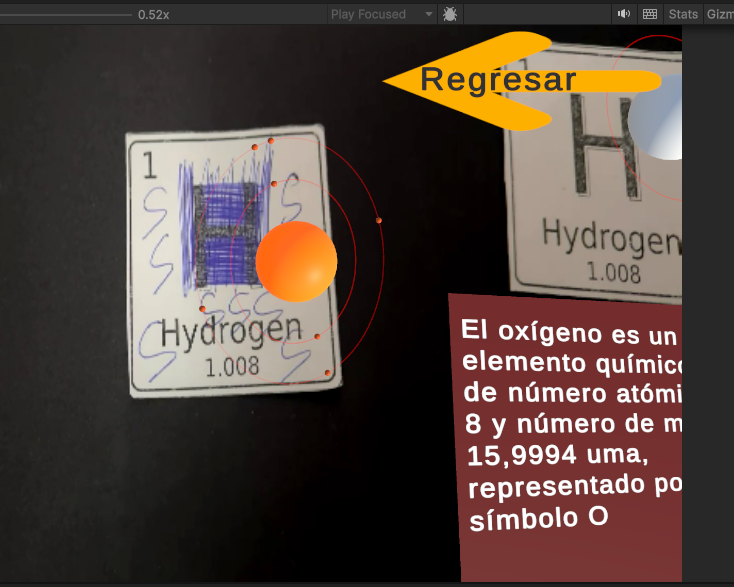 0.52x
Play Focused
Stats
Regresar
1
H
S
S
S
S S S
Hydrogen
S
S
1.008
H
Hydrogen
1.008
El oxígeno es un
elemento químic
de número atómi
8 y número de m
15,9994 uma,
representado po
símbolo O